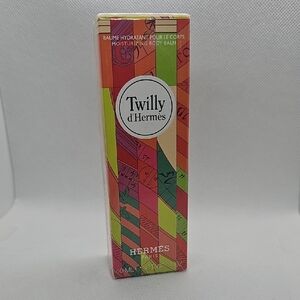 BAUME HYDRATANT POUR LE CORPS
MOISTURIZING BODY BALM
Twilly
d'Hermès
HERMÈS
PARIS